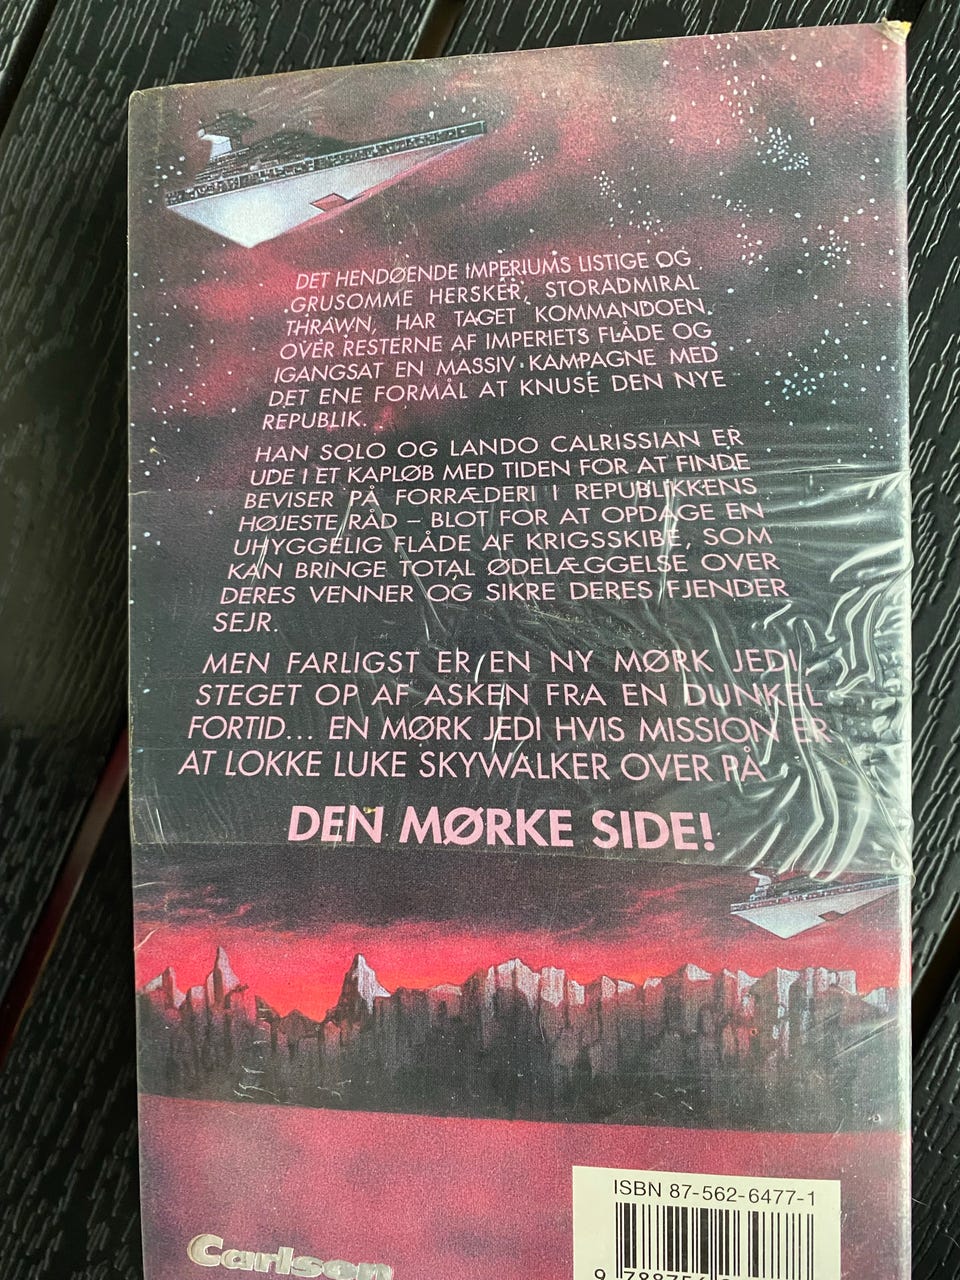 DET HENDØENDE IMPERIUMS LISTIGE OG
GRUSOMME HERSKER, STORADMIRAL
THRAWN, HAR TAGET KOMMANDOEN
OVER RESTERNE AF IMPERIETS FLÅDE OG
IGANGSAT EN MASSIV KAMPAGNE MED
DET ENE FORMÅL AT KNUSE DEN NYE
REPUBLIK.
HAN SOLO OG LANDO CALRISSIAN ER
UDE I ET KAPLØB MED TIDEN FOR AT FINDE
BEVISER PÅ FORRÆDERI I REPUBLIKKENS
HØJESTE RÅD – BLOT FOR AT OPDAGE EN
UHYGGELIG FLÅDE AF KRIGSSKIBE, SOM
KAN BRINGE TOTAL ØDELÆGGELSE OVER
DERES VENNER OG SIKRE DERES FJENDER
SEJR.
MEN FARLIGST ER EN NY MØRK JEDI,
STEGET OP AF ASKEN FRA EN DUNKEL
FORTID... EN MØRK JEDI HVIS MISSION ER
AT LOKKE LUKE SKYWALKER OVER PÅ
DEN MØRKE SIDE!
ISBN 87-562-6477-1
Carlsen